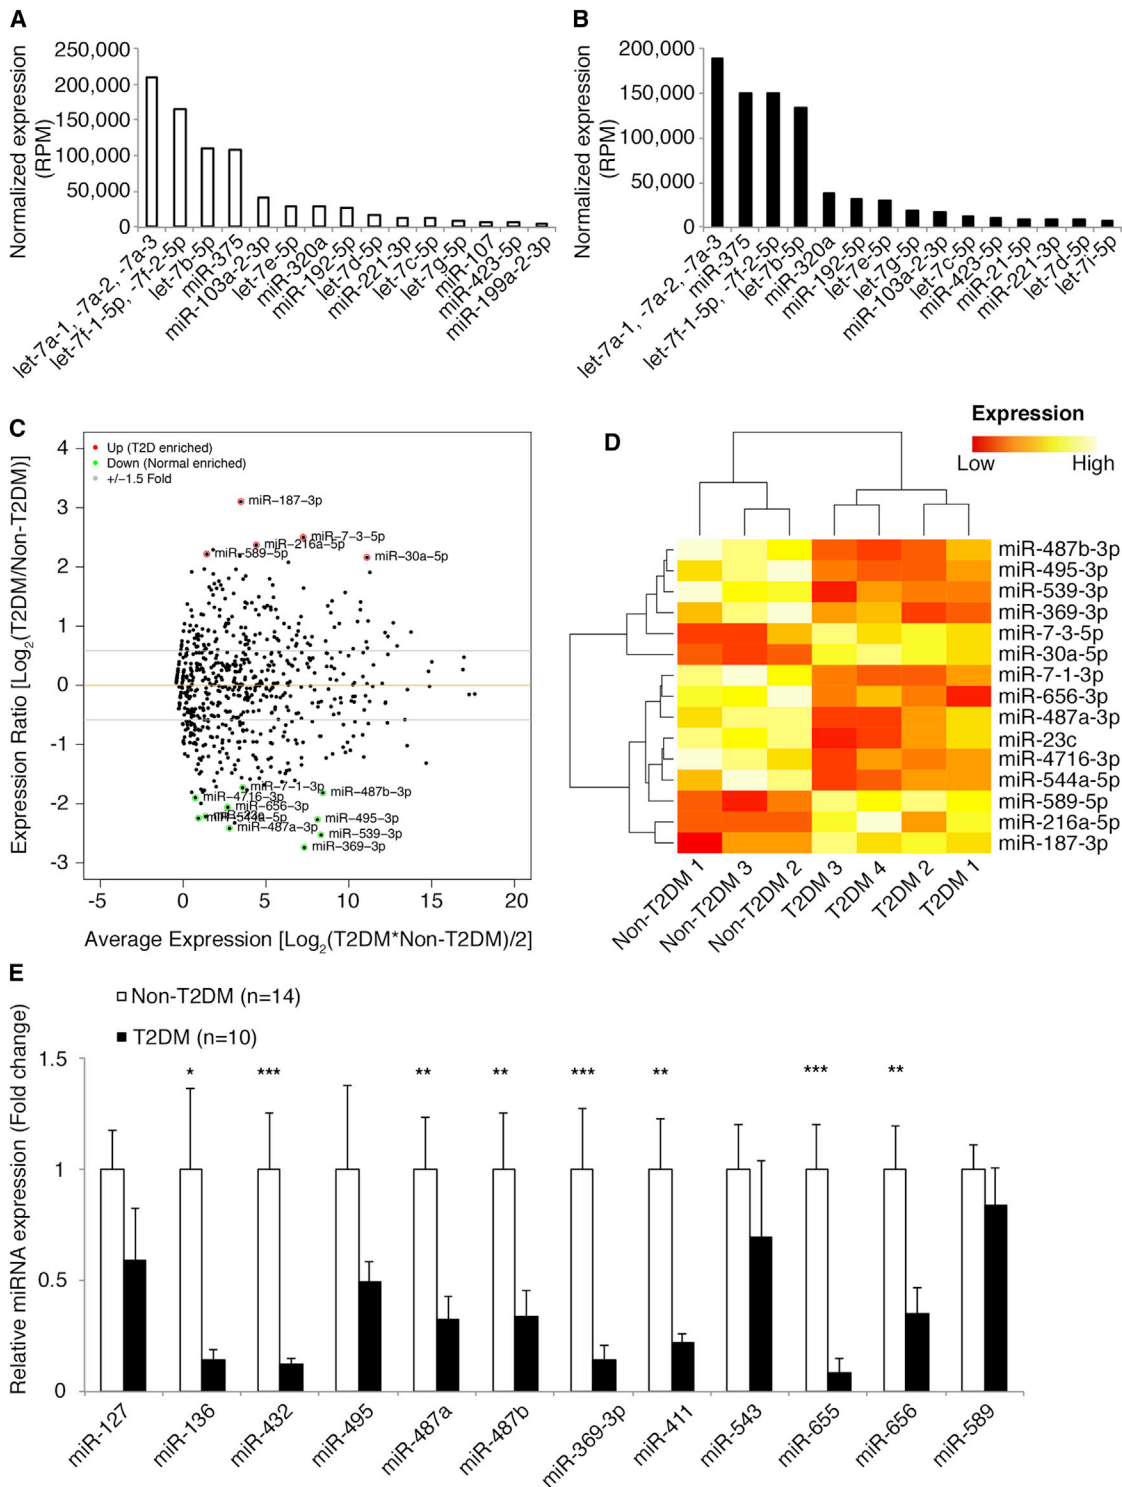 A
Normalized expression
(RPM)
250,000
200,000
150,000
100,000
50,000
0
let-7a-1, -7a-2, -7a-3
let-7f-1-5p, -7f-2-5p
let-7b-5p
miR-375
miR-103a-2-3p
let-7e-5p
miR-320a
miR-192-5p
let-7d-5p
miR-221-3p
let-7c-5p
let-7g-5p
miR-107
miR-423-5p
miR-199a-2-3p
B
Normalized expression
(RPM)
200,000
150,000
100,000
50,000
0
let-7a-1, -7a-2, -7a-3
miR-375
let-7f-1-5p, -7f-2-5p
let-7b-5p
miR-320a
miR-192-5p
let-7e-5p
let-7g-5p
miR-103a-2-3p
let-7c-5p
miR-423-5p
miR-21-5p
miR-221-3p
let-7d-5p
let-7i-5p
C
Expression Ratio [Log2(T2DM/Non-T2DM)]
4
3
2
1
0
-1
-2
-3
Up (T2D enriched)
Down (Normal enriched)
+/−1.5 Fold
miR−187−3p
miR−7−3−5p
miR−216a−5p
miR−589−5p
miR−30a−5p
miR−7−1−3p
miR−487b−3p
miR−4716−3p
miR−656−3p
miR−544a−5p
miR−23c
miR−495−3p
miR−487a−3p
miR−539−3p
miR−369−3p
-5
0
5
10
15
20
Average Expression [Log2(T2DM*Non-T2DM)/2]
D
Expression
Low
High
miR-487b-3p
miR-495-3p
miR-539-3p
miR-369-3p
miR-7-3-5p
miR-30a-5p
miR-7-1-3p
miR-656-3p
miR-487a-3p
miR-23c
miR-4716-3p
miR-544a-5p
miR-589-5p
miR-216a-5p
miR-187-3p
Non-T2DM 1
Non-T2DM 3
Non-T2DM 2
T2DM 3
T2DM 4
T2DM 2
T2DM 1
E
Relative miRNA expression (Fold change)
Non-T2DM (n=14)
T2DM (n=10)
1.5
1
0.5
0
*
***
**
**
***
**
***
**
miR-127
miR-136
miR-432
miR-495
miR-487a
miR-487b
miR-369-3p
miR-411
miR-543
miR-655
miR-656
miR-589